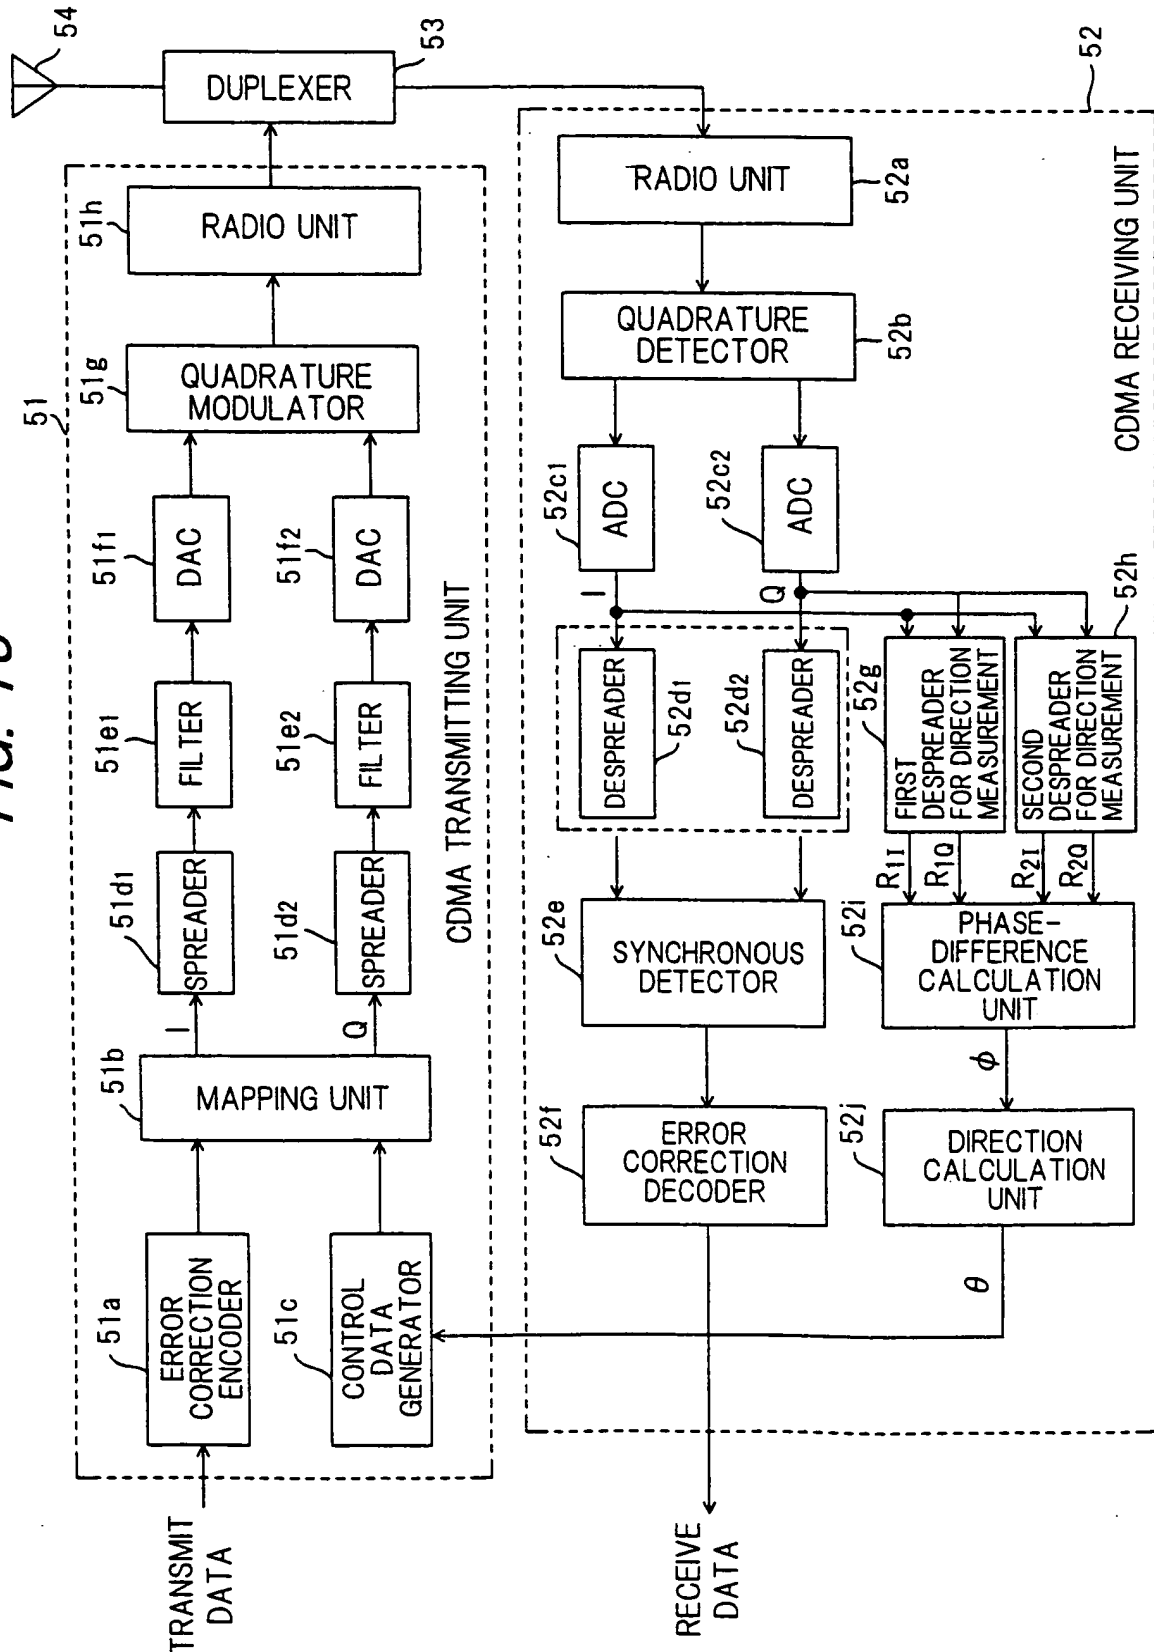 54
DUPLEXER
53
51
51h
RADIO UNIT
51g
QUADRATURE
MODULATOR
51f1
DAC
51f2
DAC
51e1
FILTER
51e2
FILTER
51d1
SPREADER
51d2
SPREADER
I
Q
51b
MAPPING UNIT
51a
ERROR
CORRECTION
ENCODER
51c
CONTROL
DATA
GENERATOR
CDMA TRANSMITTING UNIT
TRANSMIT
DATA
52
RADIO UNIT
52a
QUADRATURE
DETECTOR
52b
52c1
ADC
52c2
ADC
I
Q
DESPREADER
52d1
DESPREADER
52d2
52g
FIRST
DESPREADER
FOR DIRECTION
MEASUREMENT
52h
SECOND
DESPREADER
FOR DIRECTION
MEASUREMENT
R1I
R1Q
R2I
R2Q
52e
SYNCHRONOUS
DETECTOR
52i
PHASE-
DIFFERENCE
CALCULATION
UNIT
ϕ
52f
ERROR
CORRECTION
DECODER
52j
DIRECTION
CALCULATION
UNIT
θ
CDMA RECEIVING UNIT
RECEIVE
DATA